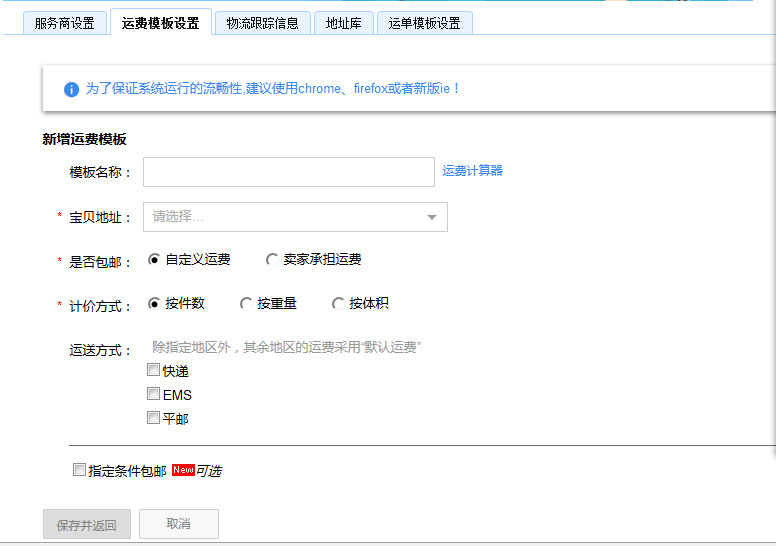 服务商设置 运费模板设置 物流跟踪信息 地址库 运单模板设置
为了保证系统运行的流畅性,建议使用chrome、firefox或者新版ie！
新增运费模板
模板名称： 运费计算器
* 宝贝地址： 请选择...
* 是否包邮： 自定义运费 卖家承担运费
* 计价方式： 按件数 按重量 按体积
运送方式： 除指定地区外，其余地区的运费采用“默认运费”
快递
EMS
平邮
指定条件包邮 New 可选
保存并返回 取消